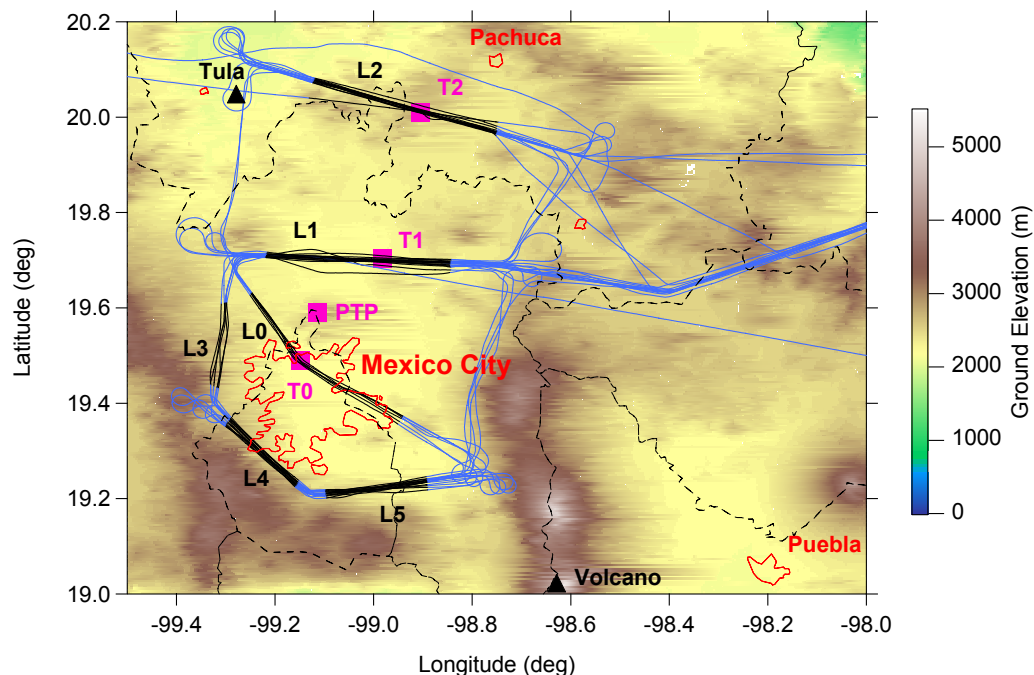 20.2
20.0
19.8
19.6
19.4
19.2
19.0
Latitude (deg)
-99.4
-99.2
-99.0
-98.8
-98.6
-98.4
-98.2
-98.0
Longitude (deg)
Pachuca
Tula
L2
T2
L1
T1
PTP
L0
L3
Mexico City
T0
L4
L5
Puebla
Volcano
5000
4000
3000
2000
1000
0
Ground Elevation (m)